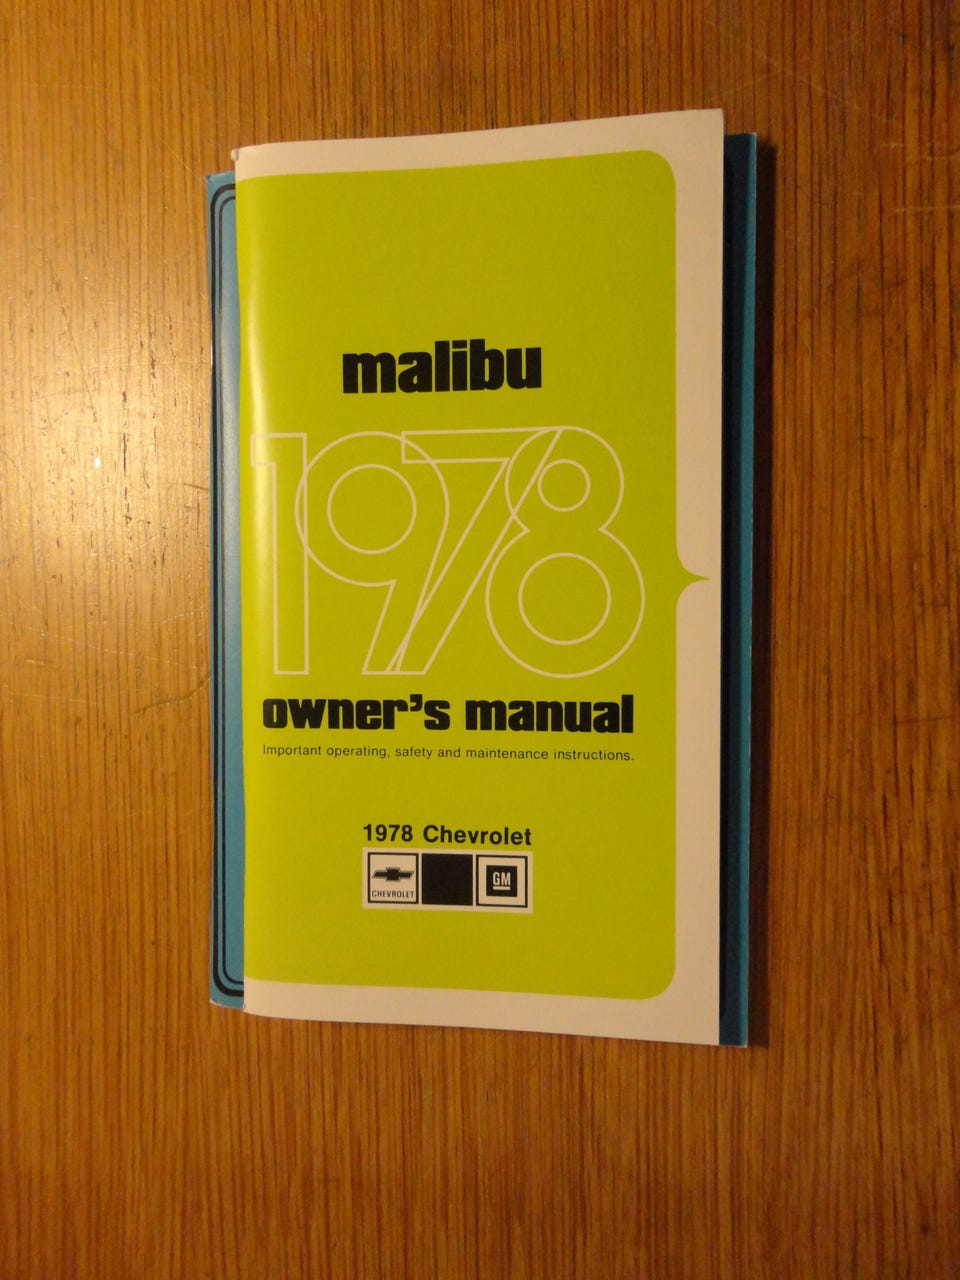 malibu
1978
owner's manual
Important operating, safety and maintenance instructions.
1978 Chevrolet
CHEVROLET
GM